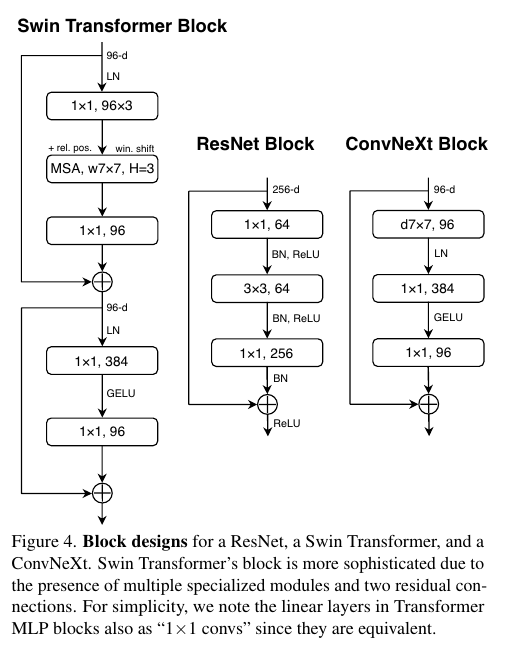 Swin Transformer Block
96-d
LN
1×1, 96×3
+ rel. pos. win. shift
MSA, w7×7, H=3
1×1, 96
96-d
LN
1×1, 384
GELU
1×1, 96
ResNet Block
256-d
1×1, 64
BN, ReLU
3×3, 64
BN, ReLU
1×1, 256
BN
ReLU
ConvNeXt Block
96-d
d7×7, 96
LN
1×1, 384
GELU
1×1, 96
Figure 4. Block designs for a ResNet, a Swin Transformer, and a
ConvNeXt. Swin Transformer's block is more sophisticated due to
the presence of multiple specialized modules and two residual con-
nections. For simplicity, we note the linear layers in Transformer
MLP blocks also as “1×1 convs” since they are equivalent.